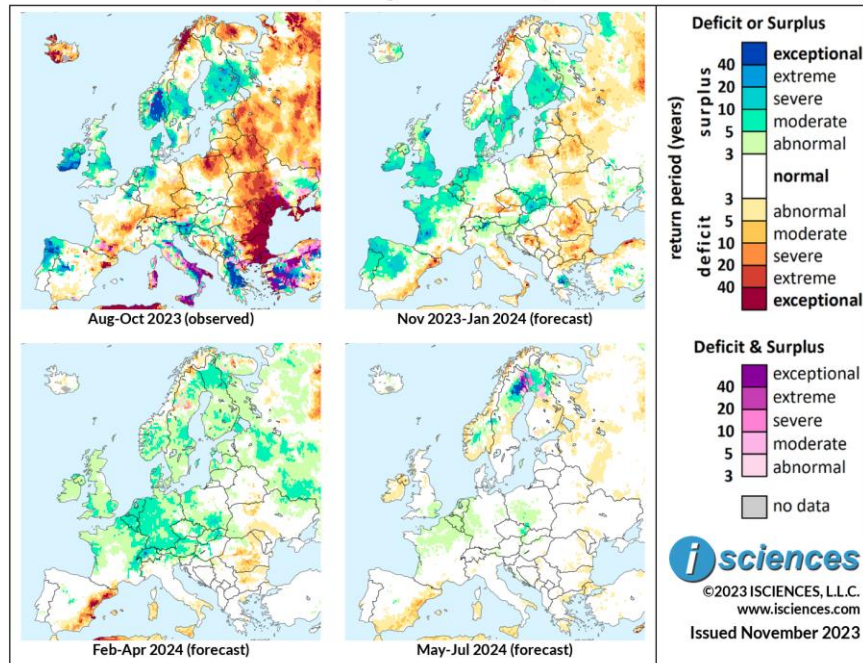 Aug-Oct 2023 (observed)
Nov 2023-Jan 2024 (forecast)
Feb-Apr 2024 (forecast)
May-Jul 2024 (forecast)
Deficit or Surplus
return period (years)
surplus
deficit
exceptional
40
extreme
20
severe
10
moderate
5
abnormal
3
normal
3
abnormal
5
moderate
10
severe
20
extreme
40
exceptional
Deficit & Surplus
exceptional
40
extreme
20
severe
10
moderate
5
abnormal
3
no data
i sciences
©2023 ISCIENCES, L.L.C.
www.isciences.com
Issued November 2023